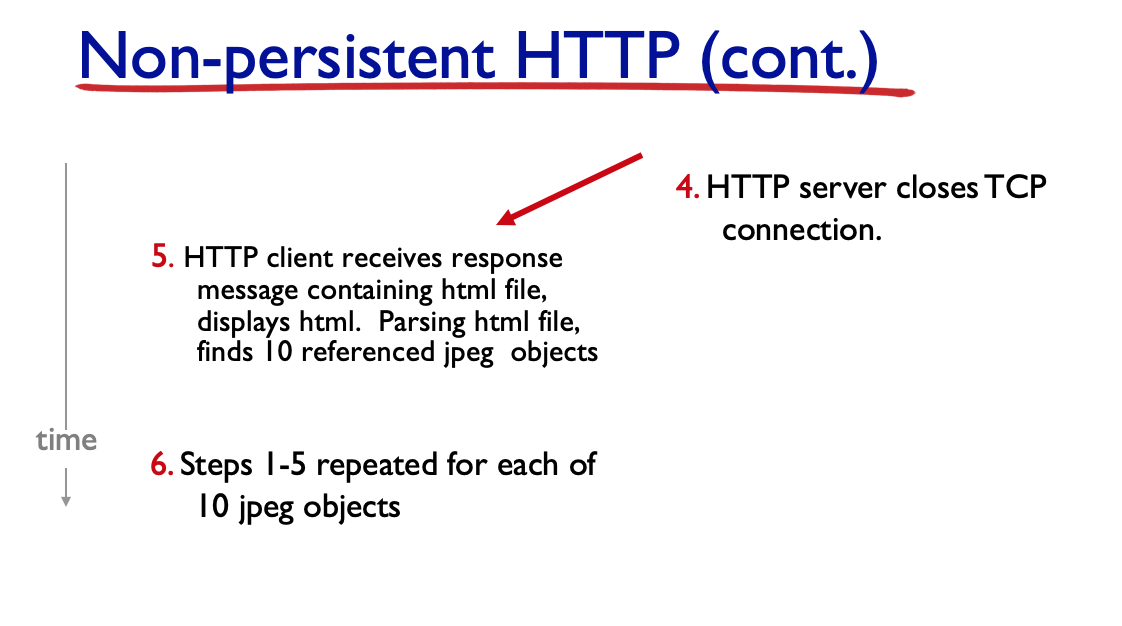 Non-persistent HTTP (cont.)
4. HTTP server closes TCP
connection.
5. HTTP client receives response
message containing html file,
displays html. Parsing html file,
finds 10 referenced jpeg objects
time
6. Steps 1-5 repeated for each of
10 jpeg objects